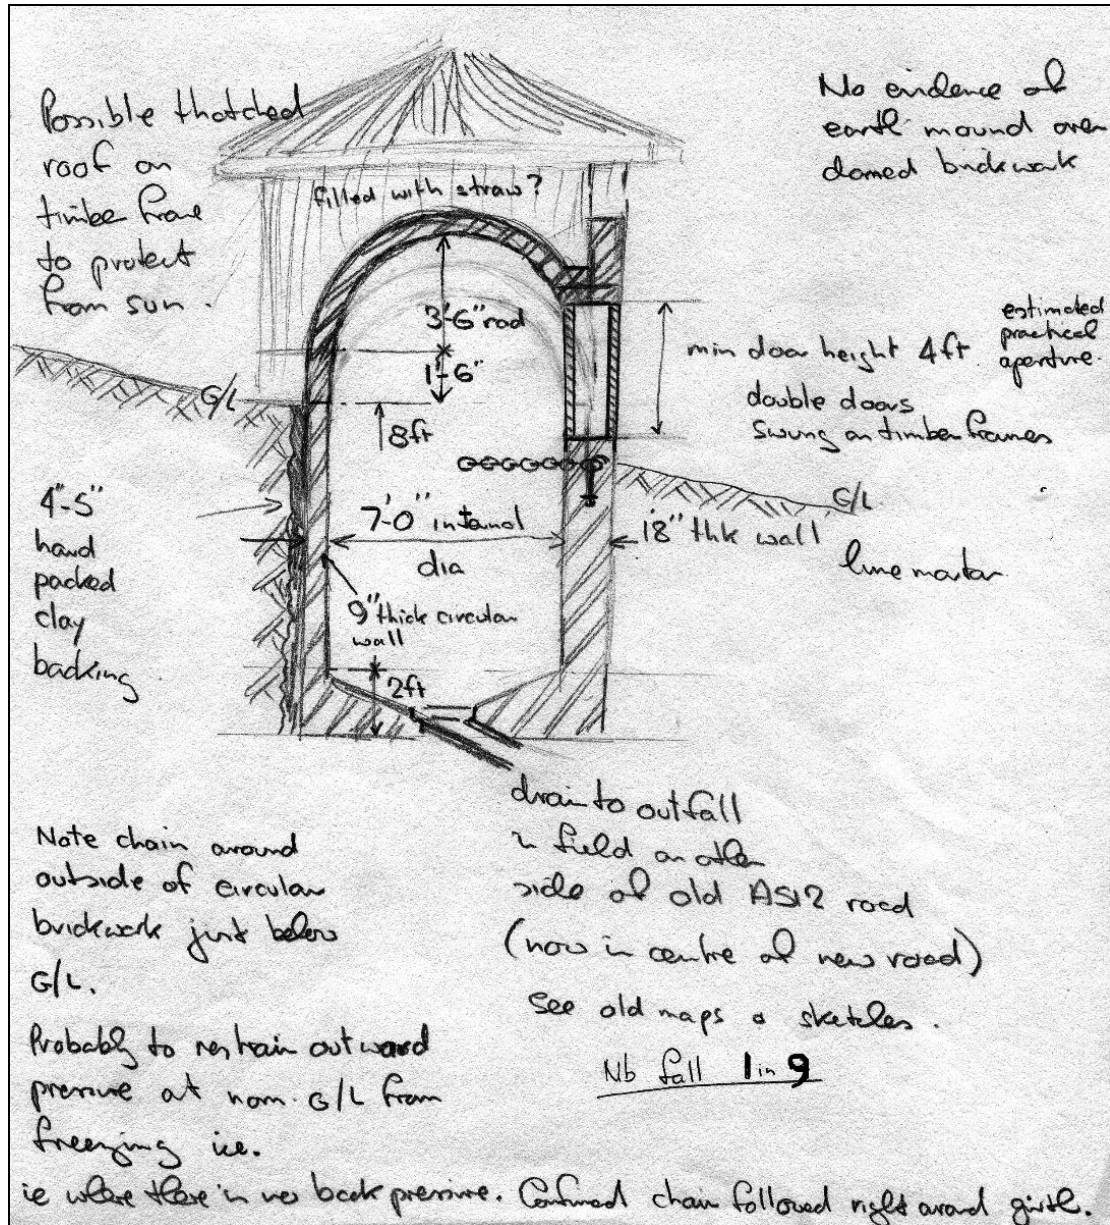 Possible thatched
roof on
timber frame
to protect
from sun.
No evidence of
earth mound over
domed brickwork
filled with straw?
3'-6" rad
1'-6"
G/L
8ft
min door height 4ft
estimated
practical
aperture.
double doors
swung on timber frames
G/L
4"-5"
hand
packed
clay
backing
7'-0" internal
dia
18" thk wall
lime mortar
9" thick circular
wall
2ft
drain to outfall
in field on other
side of old A512 road
(now in centre of new road)
See old maps & sketches.
Nb fall 1 in 9
Note chain around
outside of circular
brickwork just below
G/L.
Probably to restrain outward
pressure at nom. G/L from
freezing ice.
ie where there is no back pressure. Confirmed chain followed right around girth.